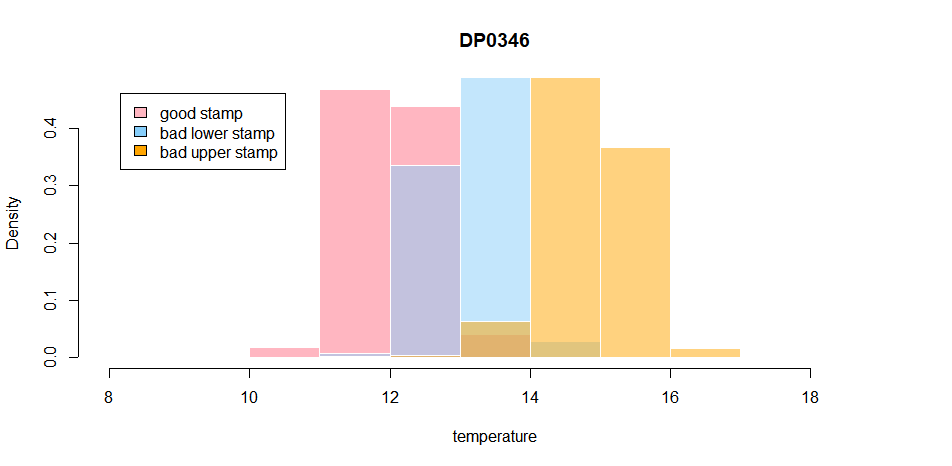 DP0346
good stamp
bad lower stamp
bad upper stamp
Density
0.4
0.3
0.2
0.1
0.0
8 10 12 14 16 18
temperature